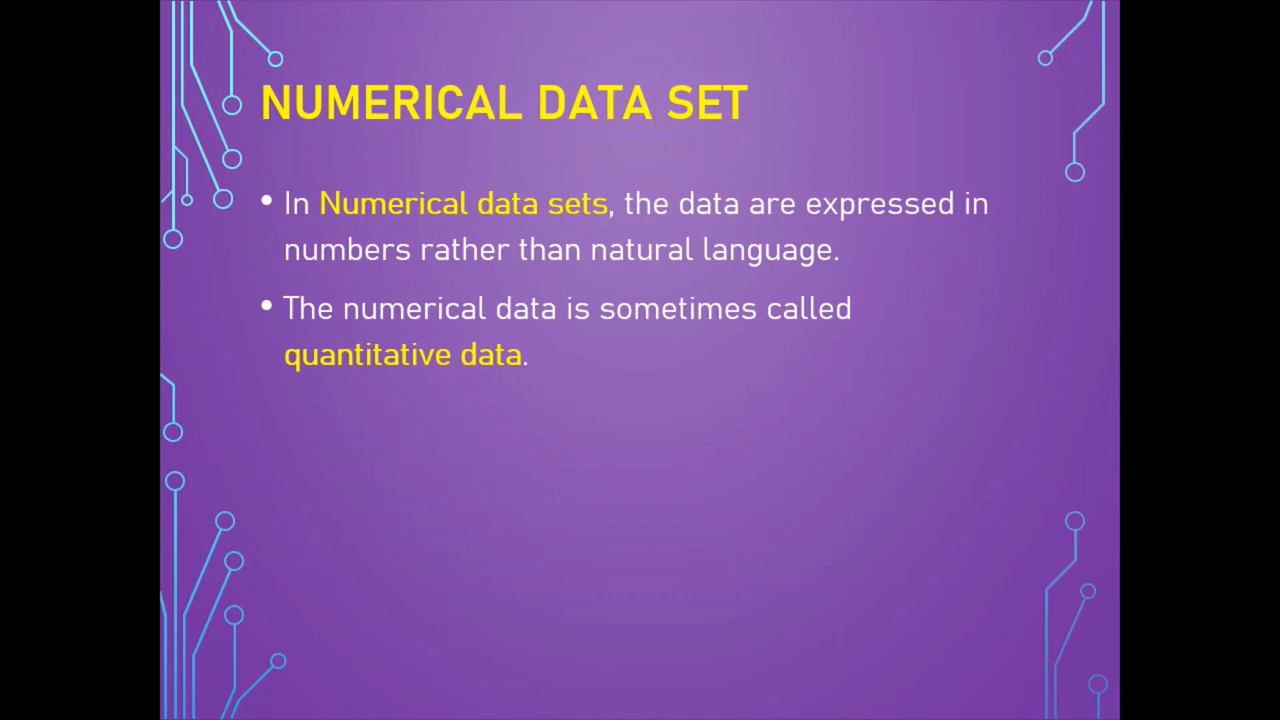 NUMERICAL DATA SET
• In Numerical data sets, the data are expressed in
numbers rather than natural language.
• The numerical data is sometimes called
quantitative data.